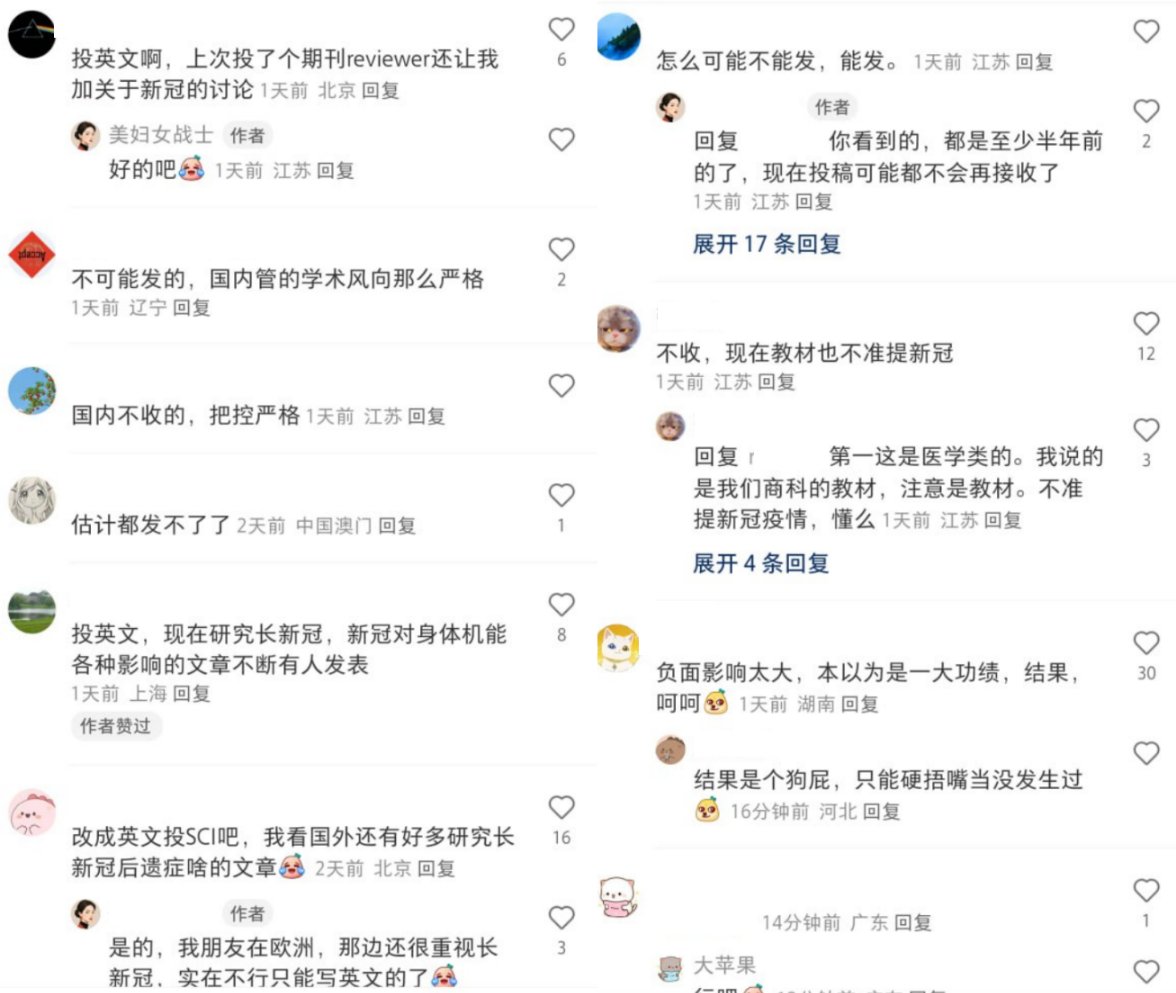 投英文啊，上次投了个期刊reviewer还让我
加关于新冠的讨论 1天前 北京 回复
6
美妇女战士 作者
好的吧 1天前 江苏 回复
Accept
不可能发的，国内管的学术风向那么严格
2
1天前 辽宁 回复
国内不收的，把控严格 1天前 江苏 回复
估计都发不了了 2天前 中国澳门 回复
1
投英文，现在研究长新冠，新冠对身体机能
8
各种影响的文章不断有人发表
1天前 上海 回复
作者赞过
改成英文投SCI吧，我看国外还有好多研究长
16
新冠后遗症啥的文章 2天前 北京 回复
作者
是的，我朋友在欧洲，那边还很重视长
3
新冠，实在不行只能写英文的了
怎么可能不能发，能发。 1天前 江苏 回复
作者
回复 你看到的，都是至少半年前
2
的了，现在投稿可能都不会再接收了
1天前 江苏 回复
展开 17 条回复
不收，现在教材也不准提新冠
12
1天前 江苏 回复
回复 第一这是医学类的。我说的
3
是我们商科的教材，注意是教材。不准
提新冠疫情，懂么 1天前 江苏 回复
展开 4 条回复
负面影响太大，本以为是一大功绩，结果，
30
呵呵 1天前 湖南 回复
结果是个狗屁，只能硬捂嘴当没发生过
16分钟前 河北 回复
14分钟前 广东 回复
1
大苹果